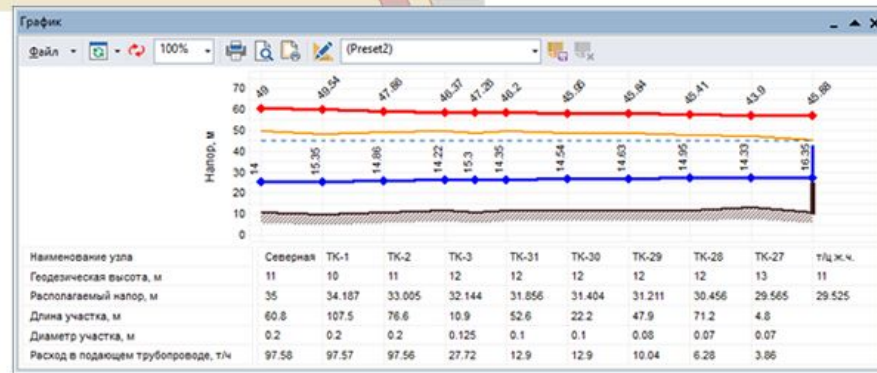 График
Файл 100% (Preset2)
Напор, м
70
60
50
40
30
20
10
0
49 49.54 47.86 46.37 47.26 46.2 45.95 45.84 45.41 43.9 45.88
14 15.35 14.86 14.22 15.3 14.35 14.54 14.63 14.95 14.33 16.35
Наименование узла Северная ТК-1 ТК-2 ТК-3 ТК-31 ТК-30 ТК-29 ТК-28 ТК-27 т/ц ж.ч.
Геодезическая высота, м 11 10 11 12 12 12 12 12 13 11
Располагаемый напор, м 35 34.187 33.005 32.144 31.856 31.404 31.211 30.456 29.565 29.525
Длина участка, м 60.8 107.5 76.6 10.9 52.6 22.2 47.9 71.2 4.8
Диаметр участка, м 0.2 0.2 0.2 0.125 0.1 0.1 0.08 0.07 0.07
Расход в подающем трубопроводе, т/ч 97.58 97.57 97.56 27.72 12.9 12.9 10.04 6.28 3.86